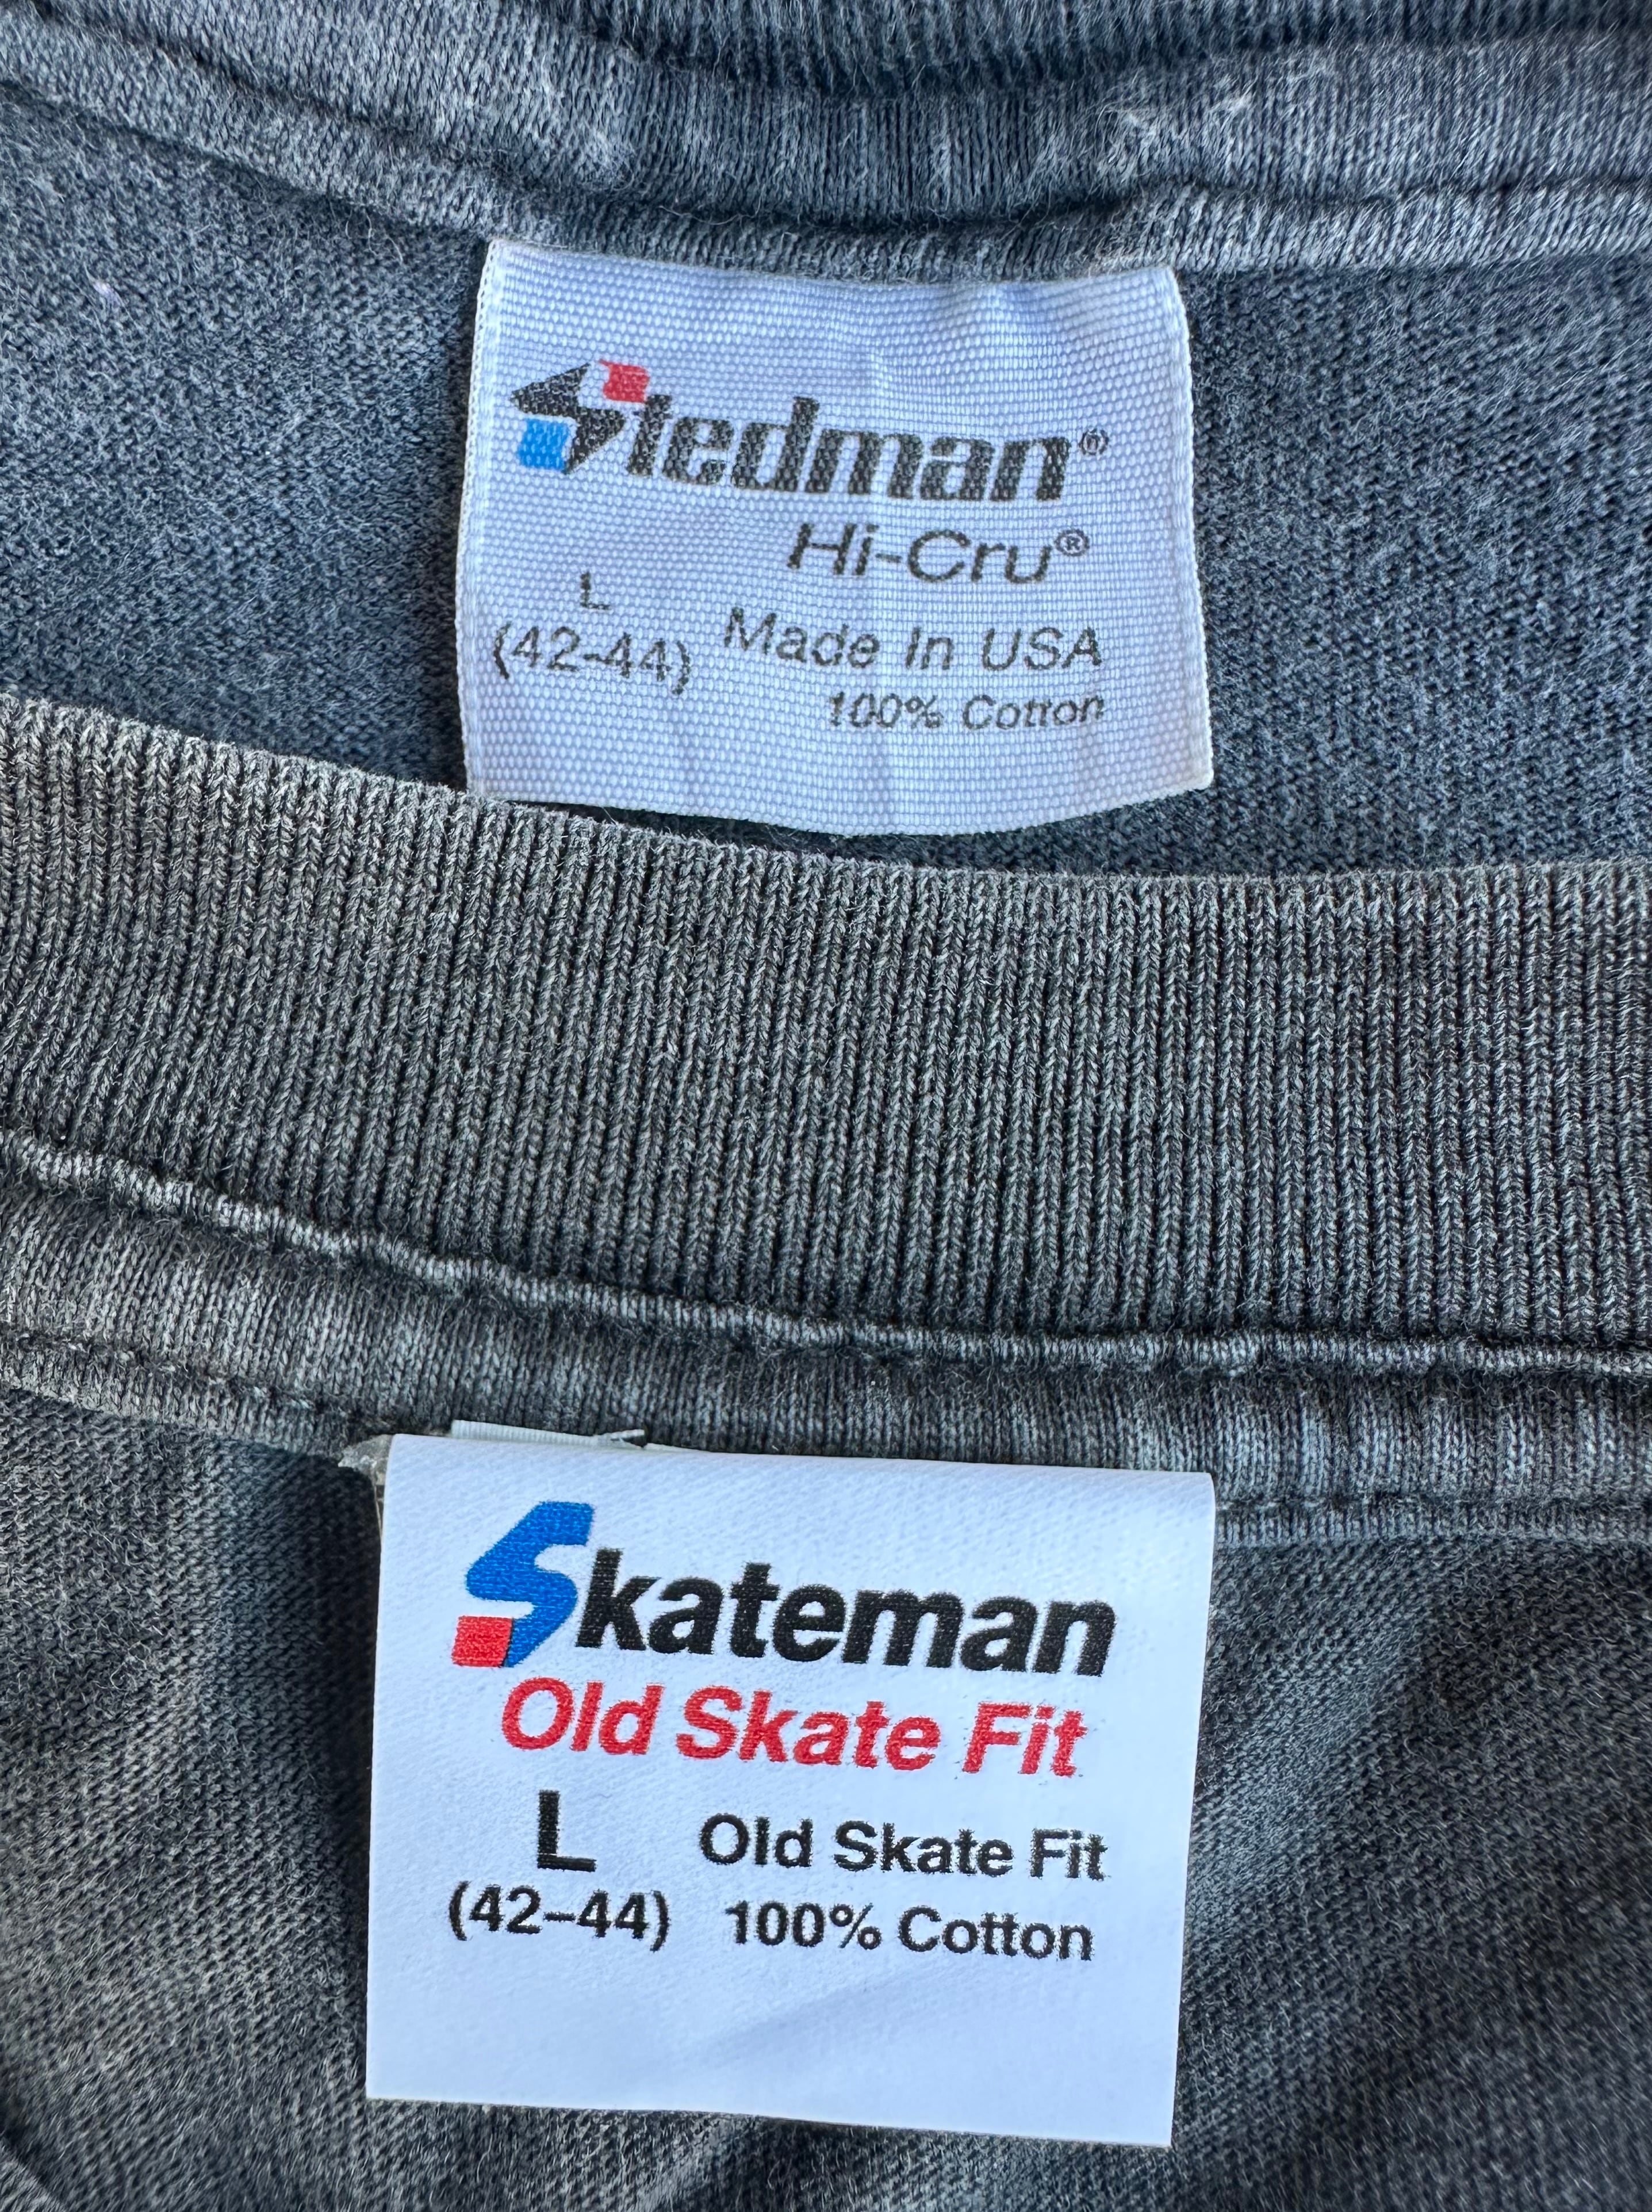 Stedman®
Hi-Cru®
L
(42-44)
Made In USA
100% Cotton
Skateman
Old Skate Fit
L
(42-44)
Old Skate Fit
100% Cotton